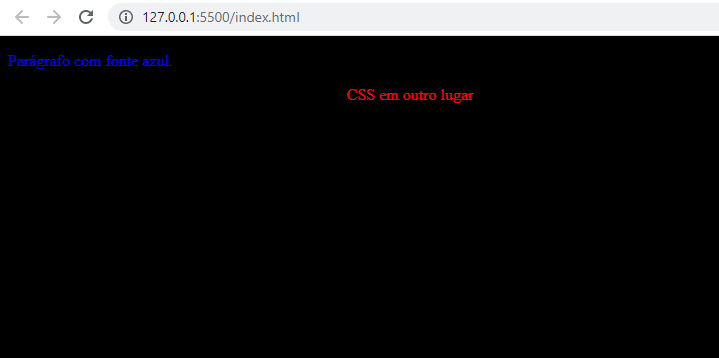 127.0.0.1:5500/index.html
Parágrafo com fonte azul
CSS em outro lugar